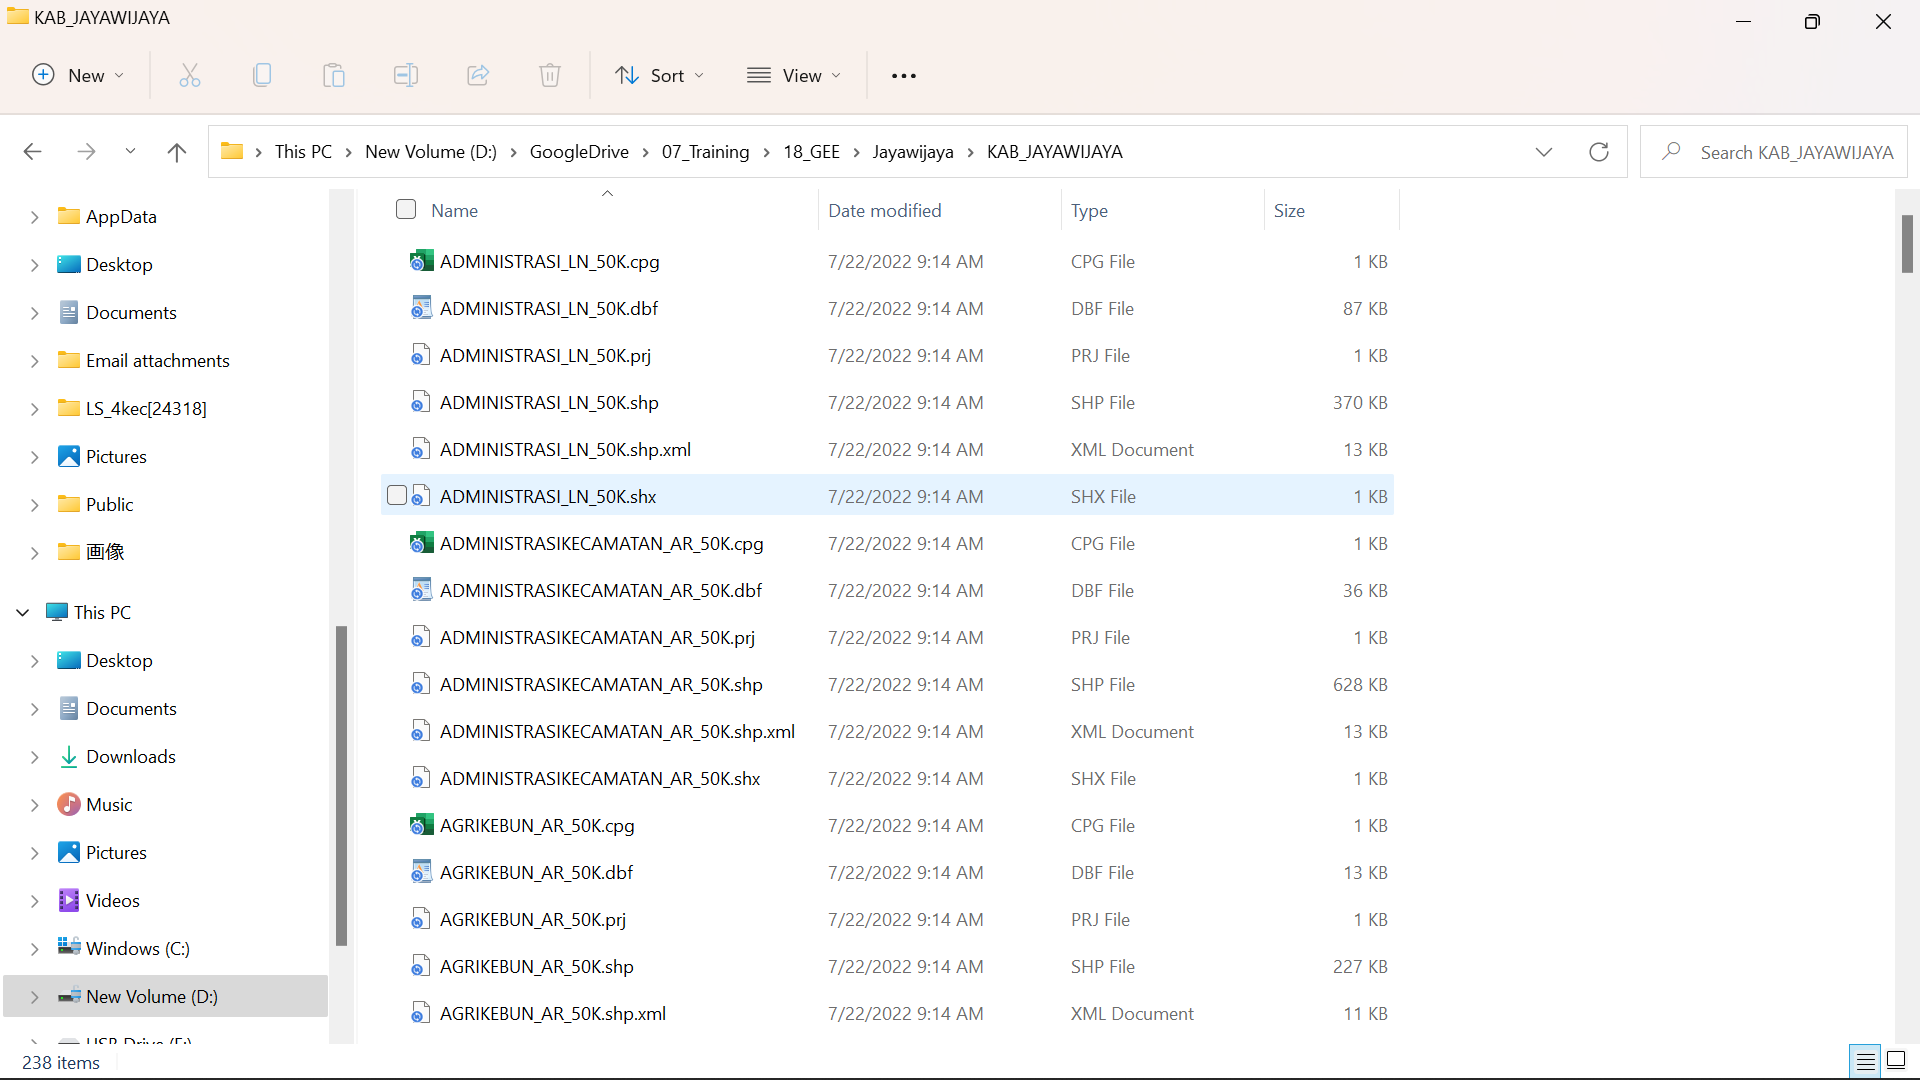 KAB_JAYAWIJAYA
New Sort View
This PC New Volume (D:) GoogleDrive 07_Training 18_GEE Jayawijaya KAB_JAYAWIJAYA Search KAB_JAYAWIJAYA
AppData
Desktop
Documents
Email attachments
LS_4kec[24318]
Pictures
Public
画像
This PC
Desktop
Documents
Downloads
Music
Pictures
Videos
Windows (C:)
New Volume (D:)
USB Drive (F:)
Name Date modified Type Size
ADMINISTRASI_LN_50K.cpg 7/22/2022 9:14 AM CPG File 1 KB
ADMINISTRASI_LN_50K.dbf 7/22/2022 9:14 AM DBF File 87 KB
ADMINISTRASI_LN_50K.prj 7/22/2022 9:14 AM PRJ File 1 KB
ADMINISTRASI_LN_50K.shp 7/22/2022 9:14 AM SHP File 370 KB
ADMINISTRASI_LN_50K.shp.xml 7/22/2022 9:14 AM XML Document 13 KB
ADMINISTRASI_LN_50K.shx 7/22/2022 9:14 AM SHX File 1 KB
ADMINISTRASIKECAMATAN_AR_50K.cpg 7/22/2022 9:14 AM CPG File 1 KB
ADMINISTRASIKECAMATAN_AR_50K.dbf 7/22/2022 9:14 AM DBF File 36 KB
ADMINISTRASIKECAMATAN_AR_50K.prj 7/22/2022 9:14 AM PRJ File 1 KB
ADMINISTRASIKECAMATAN_AR_50K.shp 7/22/2022 9:14 AM SHP File 628 KB
ADMINISTRASIKECAMATAN_AR_50K.shp.xml 7/22/2022 9:14 AM XML Document 13 KB
ADMINISTRASIKECAMATAN_AR_50K.shx 7/22/2022 9:14 AM SHX File 1 KB
AGRIKEBUN_AR_50K.cpg 7/22/2022 9:14 AM CPG File 1 KB
AGRIKEBUN_AR_50K.dbf 7/22/2022 9:14 AM DBF File 13 KB
AGRIKEBUN_AR_50K.prj 7/22/2022 9:14 AM PRJ File 1 KB
AGRIKEBUN_AR_50K.shp 7/22/2022 9:14 AM SHP File 227 KB
AGRIKEBUN_AR_50K.shp.xml 7/22/2022 9:14 AM XML Document 11 KB
238 items